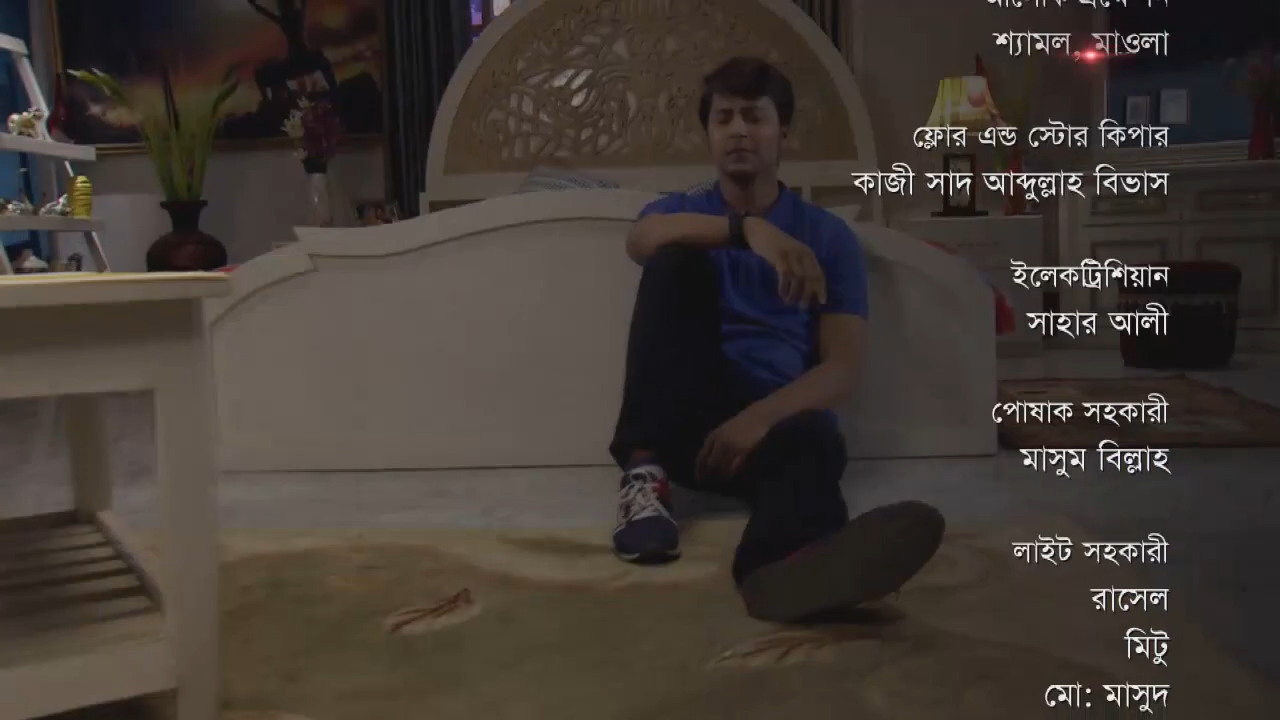 শ্যামল, মাওলা
ফ্লোর এন্ড স্টোর কিপার
কাজী সাদ আব্দুল্লাহ বিভাস
ইলেকট্রিশিয়ান
সাহার আলী
পোষাক সহকারী
মাসুম বিল্লাহ
লাইট সহকারী
রাসেল
মিটু
মো: মাসুদ